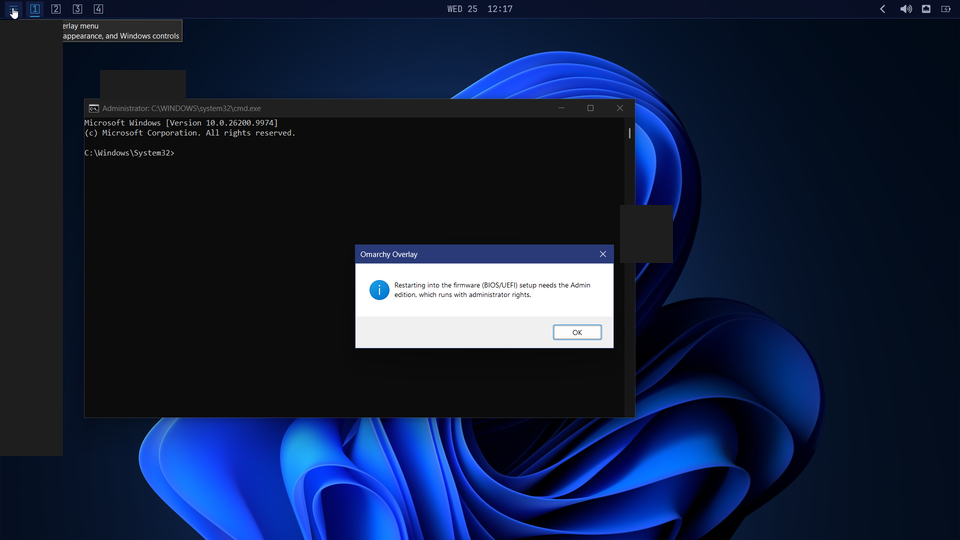 1 2 3 4
WED 25 12:17
erlay menu
appearance, and Windows controls
Administrator: C:\WINDOWS\system32\cmd.exe
Microsoft Windows [Version 10.0.26200.9974]
(c) Microsoft Corporation. All rights reserved.
C:\Windows\System32>
Omarchy Overlay
Restarting into the firmware (BIOS/UEFI) setup needs the Admin
edition, which runs with administrator rights.
OK